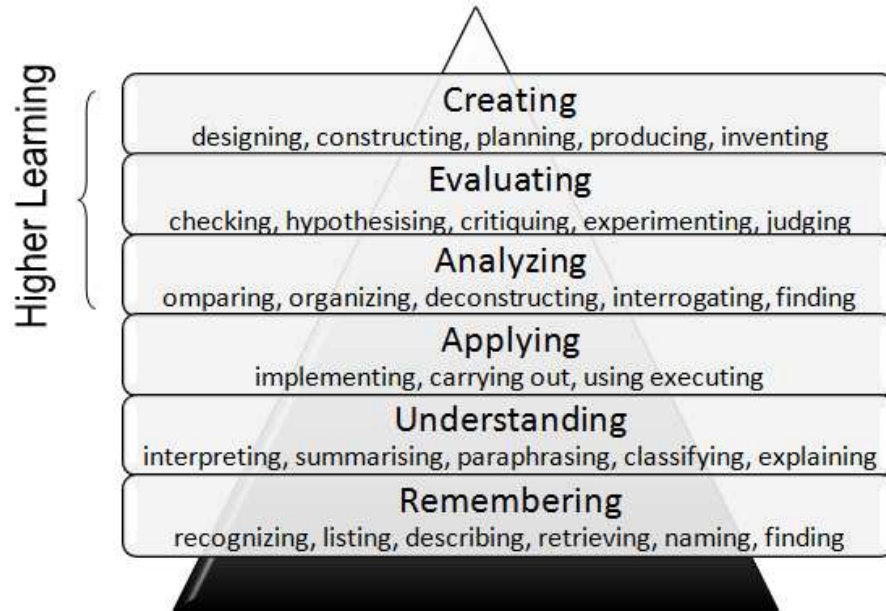 Higher Learning
Creating
designing, constructing, planning, producing, inventing
Evaluating
checking, hypothesising, critiquing, experimenting, judging
Analyzing
omparing, organizing, deconstructing, interrogating, finding
Applying
implementing, carrying out, using executing
Understanding
interpreting, summarising, paraphrasing, classifying, explaining
Remembering
recognizing, listing, describing, retrieving, naming, finding